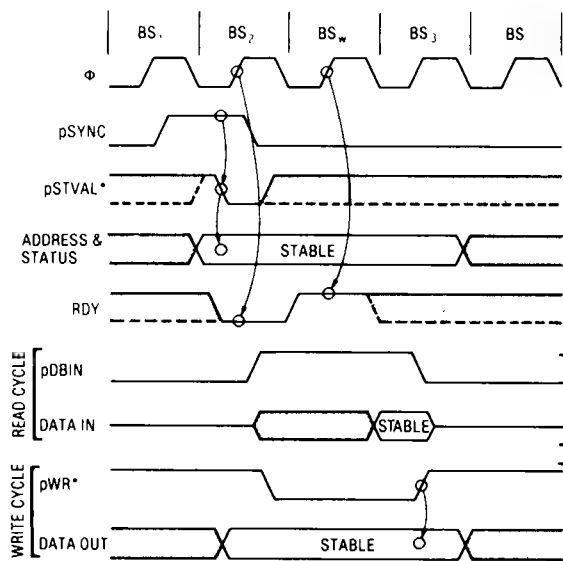 BS₁ BS₂ BSw BS₃ BS
Φ
pSYNC
pSTVAL*
ADDRESS &
STATUS
STABLE
RDY
READ CYCLE
pDBIN
DATA IN
STABLE
WRITE CYCLE
pWR*
DATA OUT
STABLE